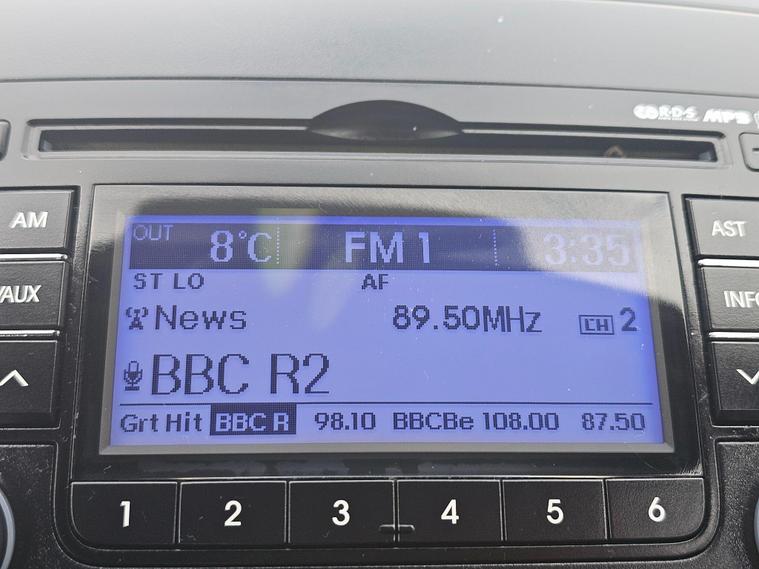 RDS MP3
AM
AST
OUT 8°C FM 1 3:35
ST LO AF
/AUX
INFO
News 89.50MHz CH 2
BBC R2
Grt Hit BBC R 98.10 BBCBe 108.00 87.50
1 2 3 4 5 6